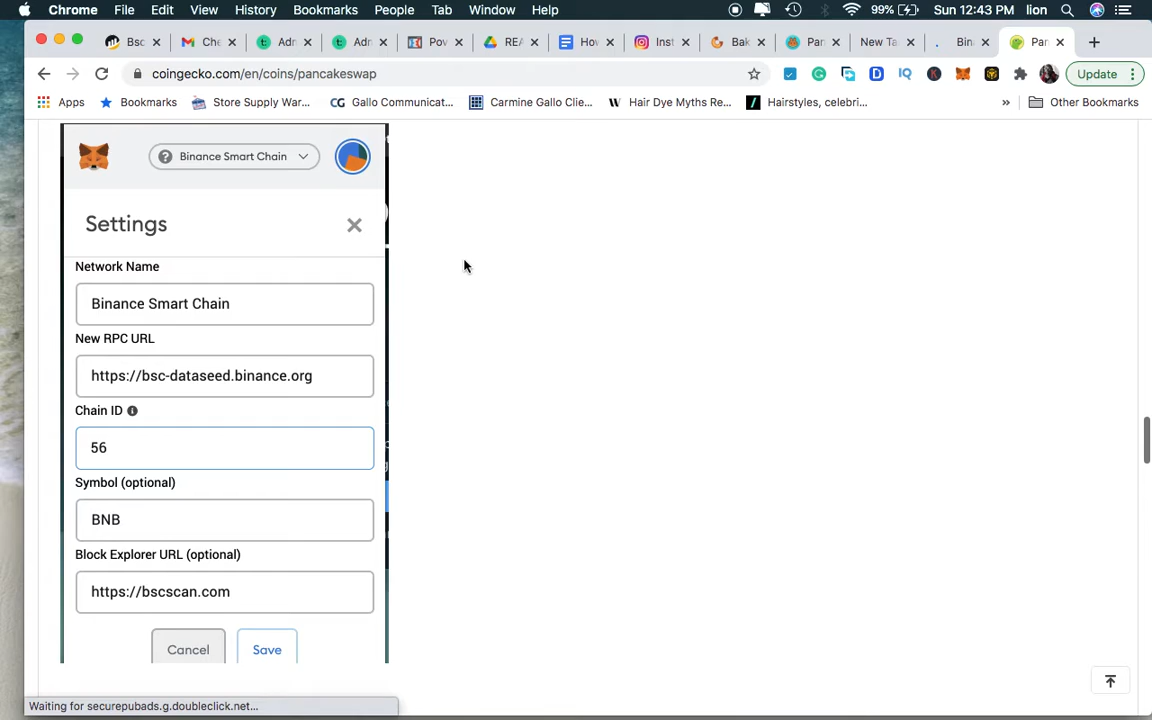 Chrome File Edit View History Bookmarks People Tab Window Help 99% Sun 12:43 PM lion
Bsc Che Adr Adr Pov REA Hov Inst Bak Pan New Ta Bin Par
coingecko.com/en/coins/pancakeswap Update
Apps Bookmarks Store Supply War... CG Gallo Communicat... Carmine Gallo Clie... W Hair Dye Myths Re... Hairstyles, celebri... » Other Bookmarks
Binance Smart Chain
Settings
Network Name
Binance Smart Chain
New RPC URL
https://bsc-dataseed.binance.org
Chain ID
56
Symbol (optional)
BNB
Block Explorer URL (optional)
https://bscscan.com
Cancel Save
Waiting for securepubads.g.doubleclick.net...